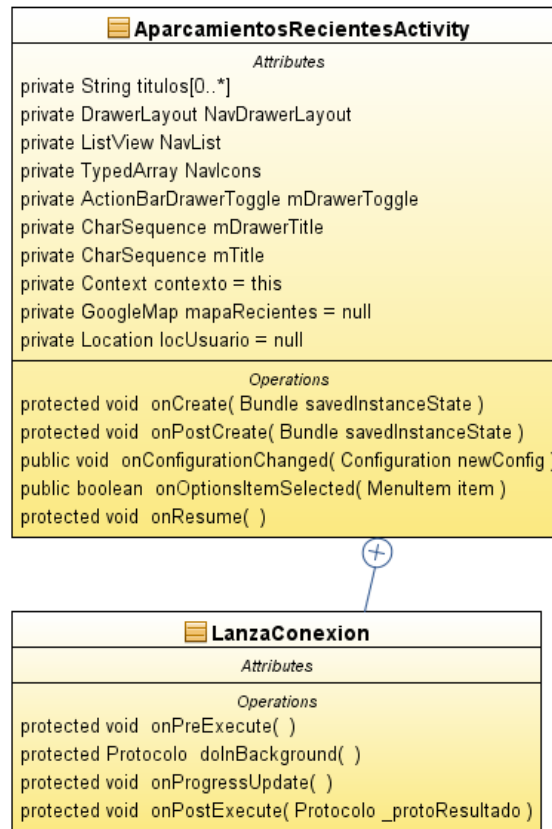 AparcamientosRecientesActivity
Attributes
private String titulos[0..*]
private DrawerLayout NavDrawerLayout
private ListView NavList
private TypedArray NavIcons
private ActionBarDrawerToggle mDrawerToggle
private CharSequence mDrawerTitle
private CharSequence mTitle
private Context contexto = this
private GoogleMap mapaRecientes = null
private Location locUsuario = null
Operations
protected void onCreate( Bundle savedInstanceState )
protected void onPostCreate( Bundle savedInstanceState )
public void onConfigurationChanged( Configuration newConfig )
public boolean onOptionsItemSelected( MenuItem item )
protected void onResume( )
LanzaConexion
Attributes
Operations
protected void onPreExecute( )
protected Protocolo doInBackground( )
protected void onProgressUpdate( )
protected void onPostExecute( Protocolo _protoResultado )